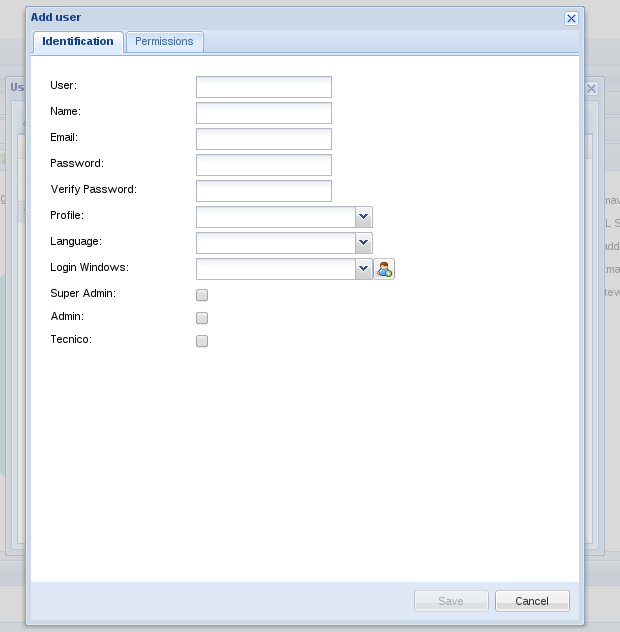 Add user
Identification Permissions
Us
User:
Name:
Email:
Password:
Verify Password:
Profile:
Language:
Login Windows:
Super Admin:
Admin:
Tecnico:
Save Cancel